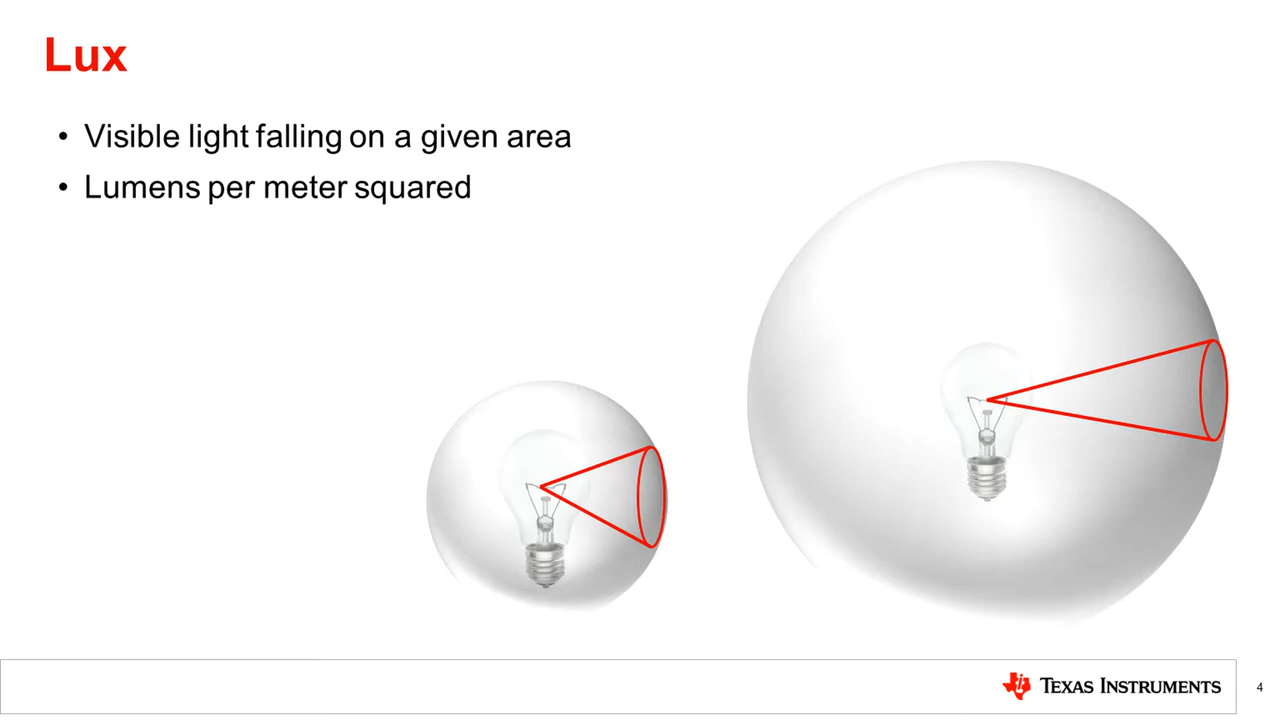 Lux
• Visible light falling on a given area
• Lumens per meter squared
TEXAS INSTRUMENTS
4